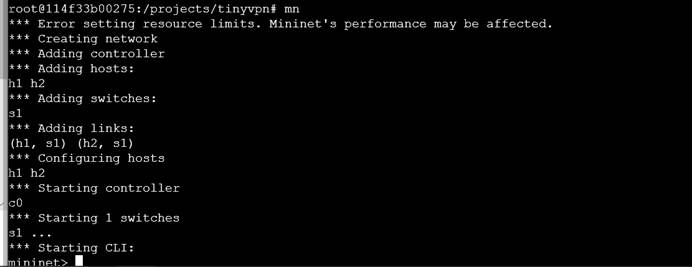 root@114f33b00275:/projects/tinyvpn# mn
*** Error setting resource limits. Mininet's performance may be affected.
*** Creating network
*** Adding controller
*** Adding hosts:
h1 h2
*** Adding switches:
s1
*** Adding links:
(h1, s1) (h2, s1)
*** Configuring hosts
h1 h2
*** Starting controller
c0
*** Starting 1 switches
s1 ...
*** Starting CLI:
mininet>